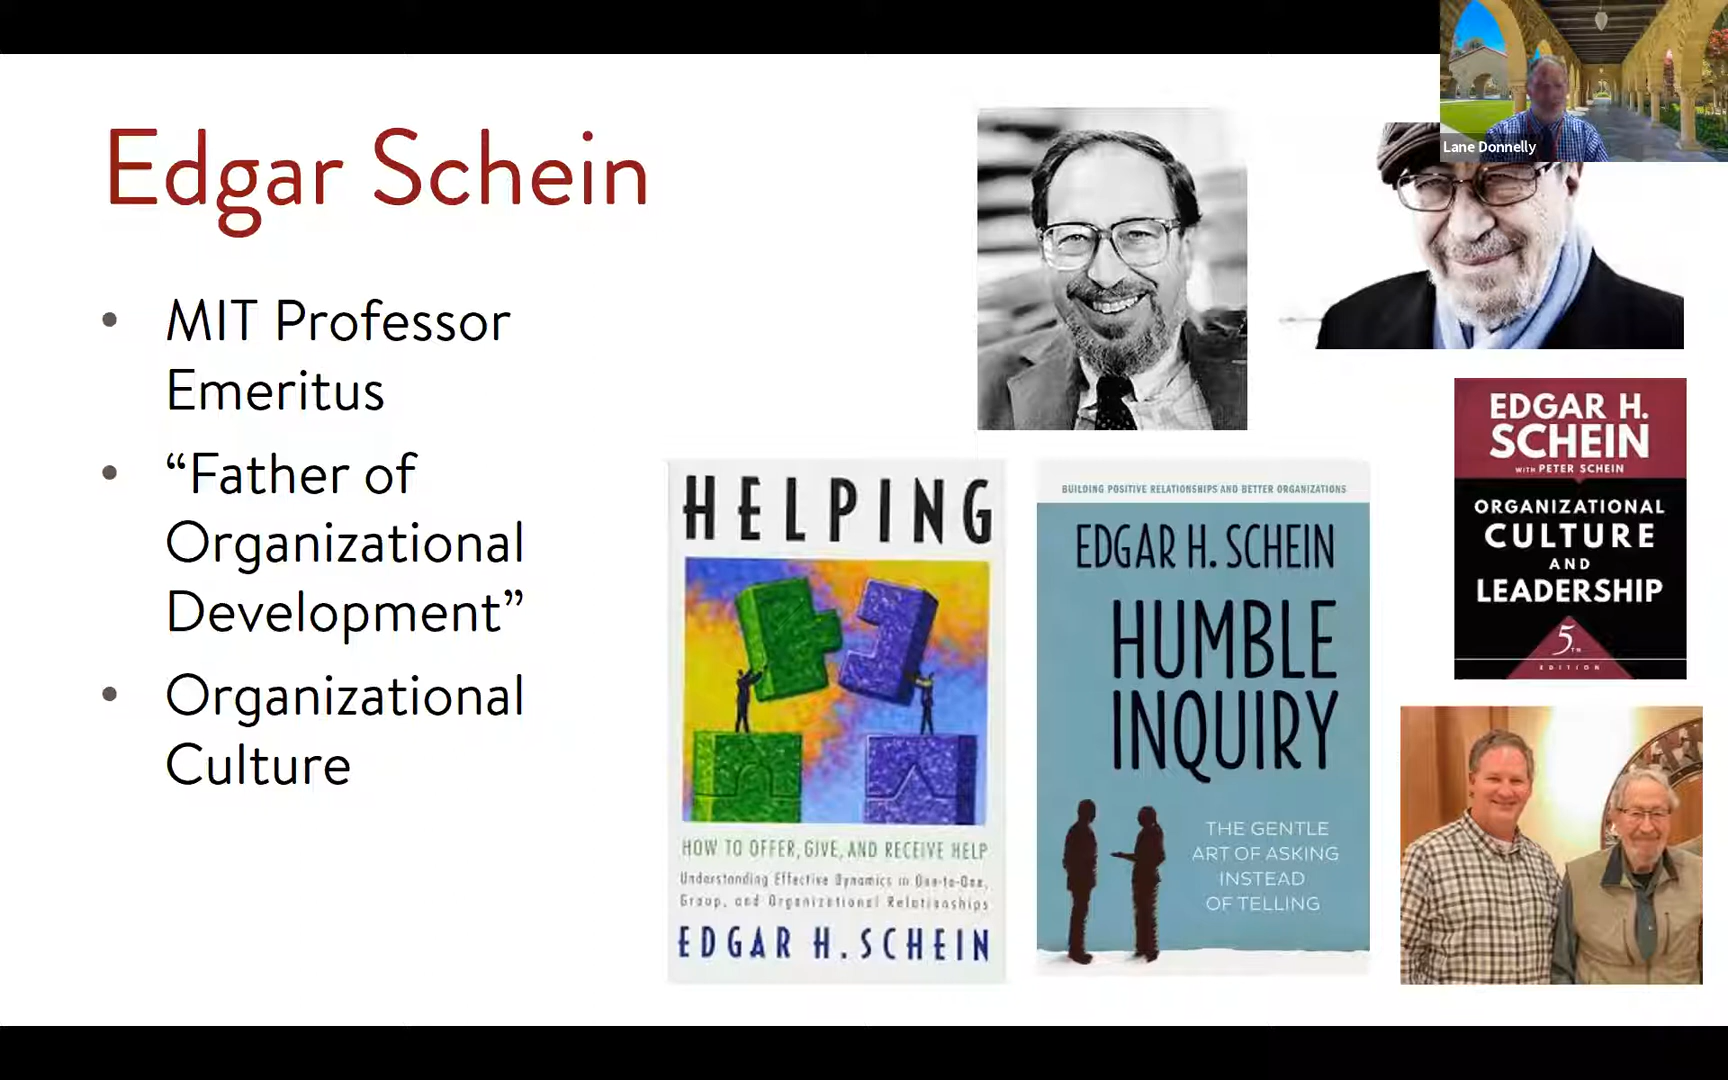 Lane Donnelly
Edgar Schein
• MIT Professor
Emeritus
• “Father of
Organizational
Development”
• Organizational
Culture
HELPING
HOW TO OFFER, GIVE, AND RECEIVE HELP
Understanding Effective Dynamics in One-to-One,
Group, and Organizational Relationships
EDGAR H. SCHEIN
BUILDING POSITIVE RELATIONSHIPS AND BETTER ORGANIZATIONS
EDGAR H. SCHEIN
HUMBLE
INQUIRY
THE GENTLE
ART OF ASKING
INSTEAD
OF TELLING
EDGAR H.
SCHEIN
WITH PETER SCHEIN
ORGANIZATIONAL
CULTURE
AND
LEADERSHIP
5TH
EDITION